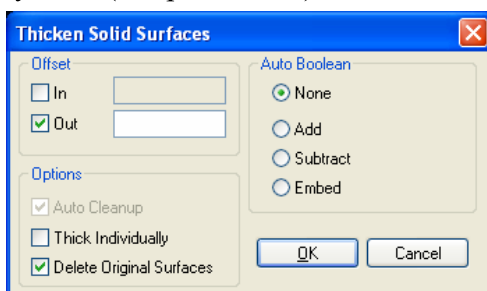 Thicken Solid Surfaces
Offset
In
Out
Options
Auto Cleanup
Thick Individually
Delete Original Surfaces
Auto Boolean
None
Add
Subtract
Embed
OK
Cancel